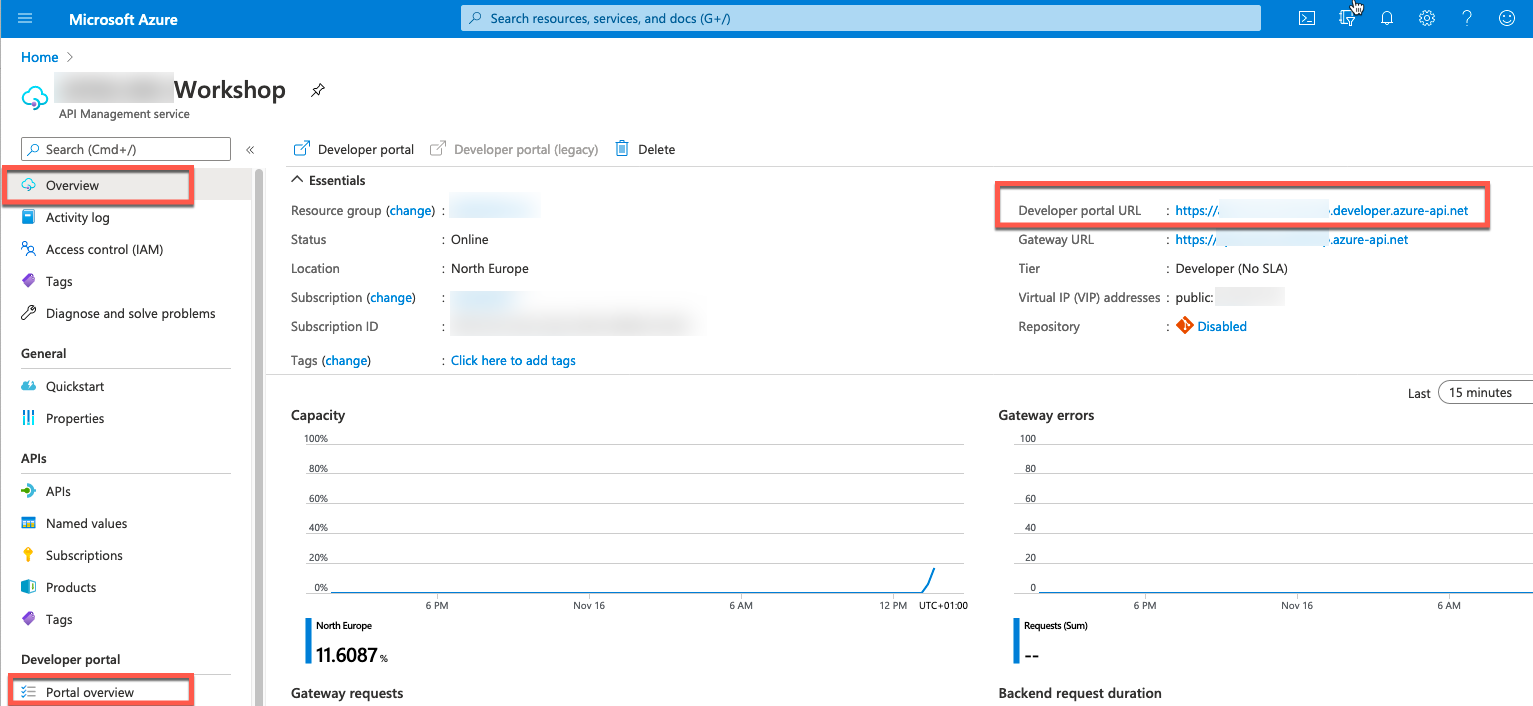 Microsoft Azure
Search resources, services, and docs (G+/)
Home
Workshop
API Management service
Search (Cmd+/)
Overview
Activity log
Access control (IAM)
Tags
Diagnose and solve problems
General
Quickstart
Properties
APIs
APIs
Named values
Subscriptions
Products
Tags
Developer portal
Portal overview
Developer portal
Developer portal (legacy)
Delete
Essentials
Resource group (change) :
Status : Online
Location : North Europe
Subscription (change) :
Subscription ID :
Tags (change) : Click here to add tags
Developer portal URL : https:// .developer.azure-api.net
Gateway URL : https:// .azure-api.net
Tier : Developer (No SLA)
Virtual IP (VIP) addresses : public:
Repository : Disabled
Last 15 minutes
Capacity
100%
80%
60%
40%
20%
0%
6 PM Nov 16 6 AM 12 PM UTC+01:00
North Europe
11.6087 %
Gateway errors
100
80
60
40
20
0
6 PM Nov 16 6 AM
Requests (Sum)
--
Gateway requests
Backend request duration